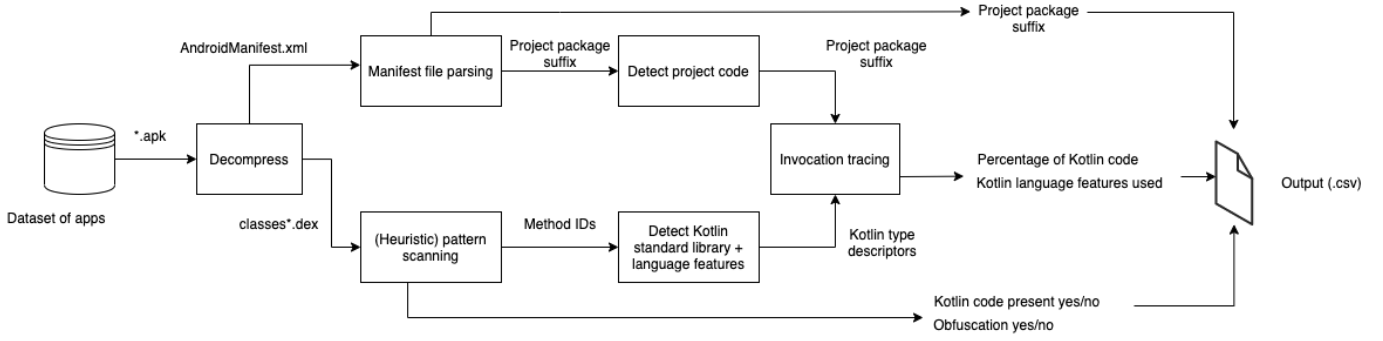 Project package
suffix
AndroidManifest.xml
Manifest file parsing
Project package
suffix
Detect project code
Project package
suffix
*.apk
Decompress
Invocation tracing
Percentage of Kotlin code
Kotlin language features used
Output (.csv)
Dataset of apps
classes*.dex
(Heuristic) pattern
scanning
Method IDs
Detect Kotlin
standard library +
language features
Kotlin type
descriptors
Kotlin code present yes/no
Obfuscation yes/no